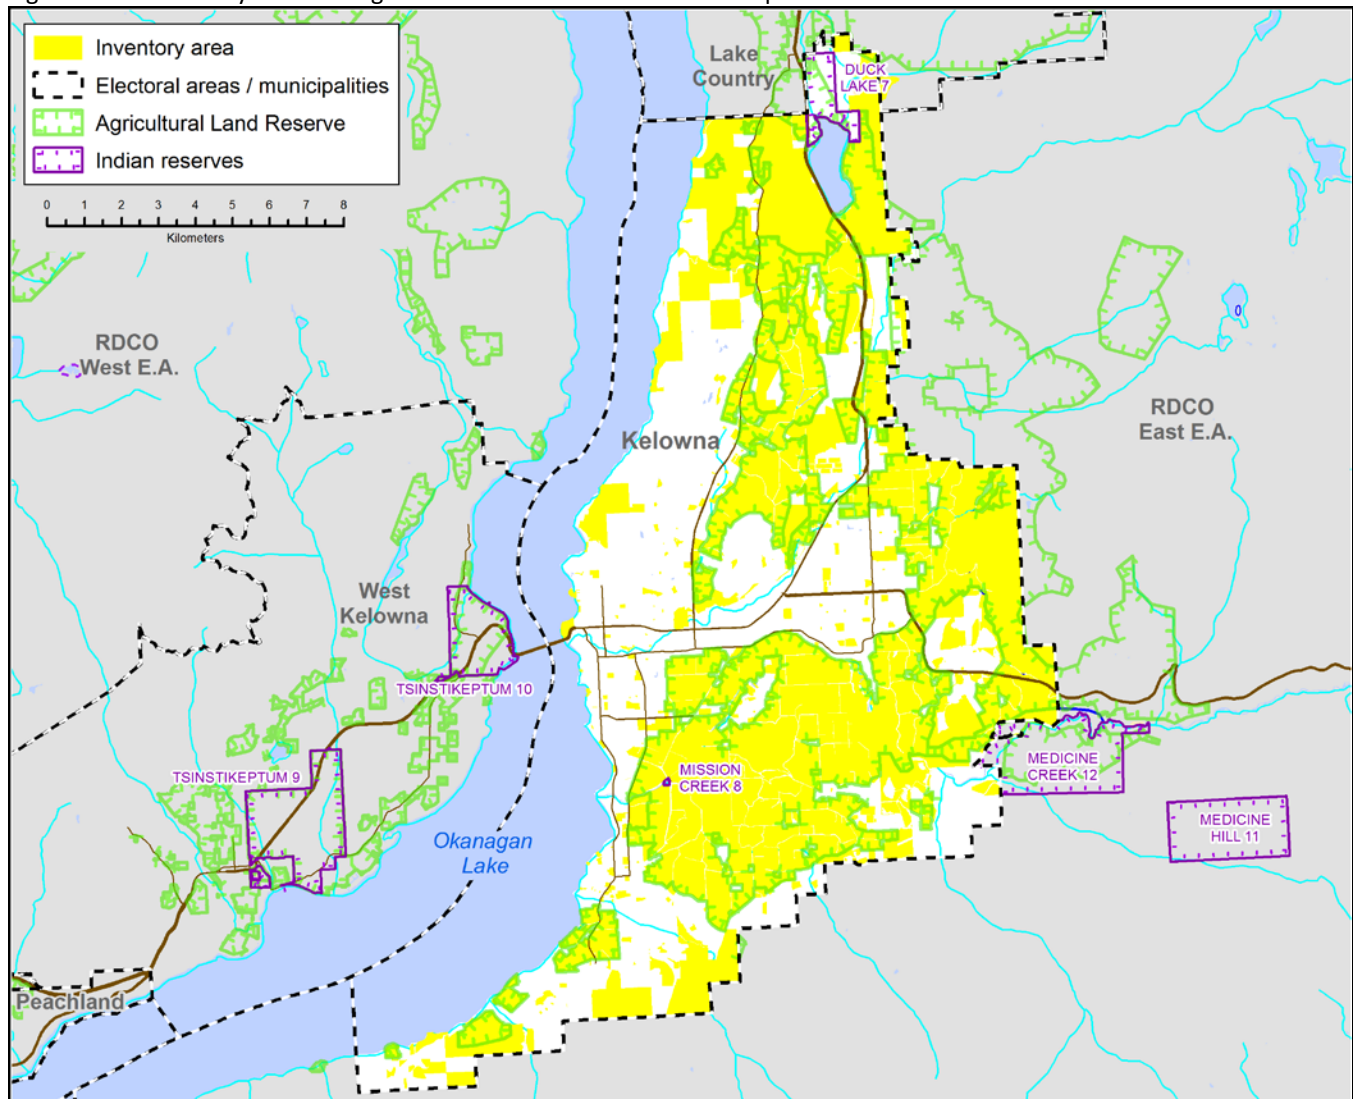 Inventory area
Electoral areas / municipalities
Agricultural Land Reserve
Indian reserves
0 1 2 3 4 5 6 7 8
Kilometers
Lake
Country
DUCK
LAKE 7
RDCO
West E.A.
RDCO
East E.A.
Kelowna
West
Kelowna
TSINSTIKEPTUM 10
TSINSTIKEPTUM 9
MISSION
CREEK 8
MEDICINE
CREEK 12
MEDICINE
HILL 11
Okanagan
Lake
Peachland